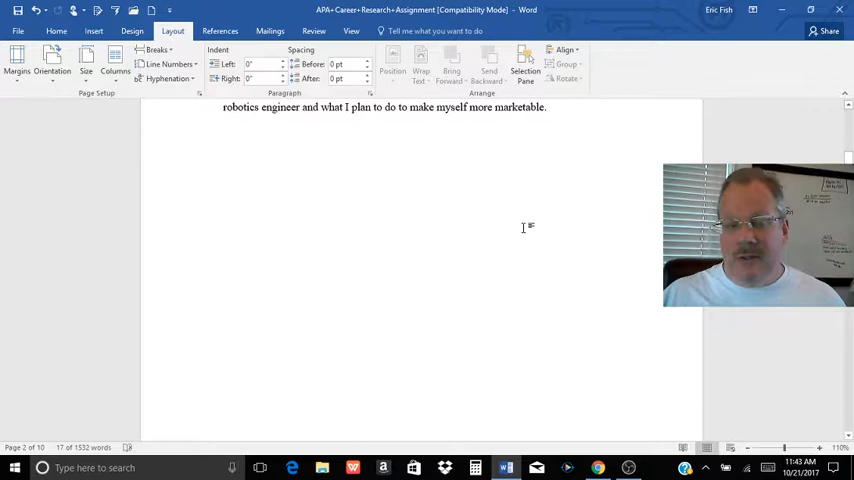 APA+Career+Research+Assignment [Compatibility Mode] - Word
Eric Fish
File Home Insert Design Layout References Mailings Review View Tell me what you want to do Share
Margins Orientation Size Columns
Breaks
Line Numbers
Hyphenation
Page Setup
Indent Spacing
Left: 0" Before: 0 pt
Right: 0" After: 0 pt
Paragraph
Position Wrap Text Bring Forward Send Backward Selection Pane
Align
Group
Rotate
Arrange
robotics engineer and what I plan to do to make myself more marketable.
Page 2 of 10 17 of 1532 words 110%
Type here to search
11:43 AM
10/21/2017